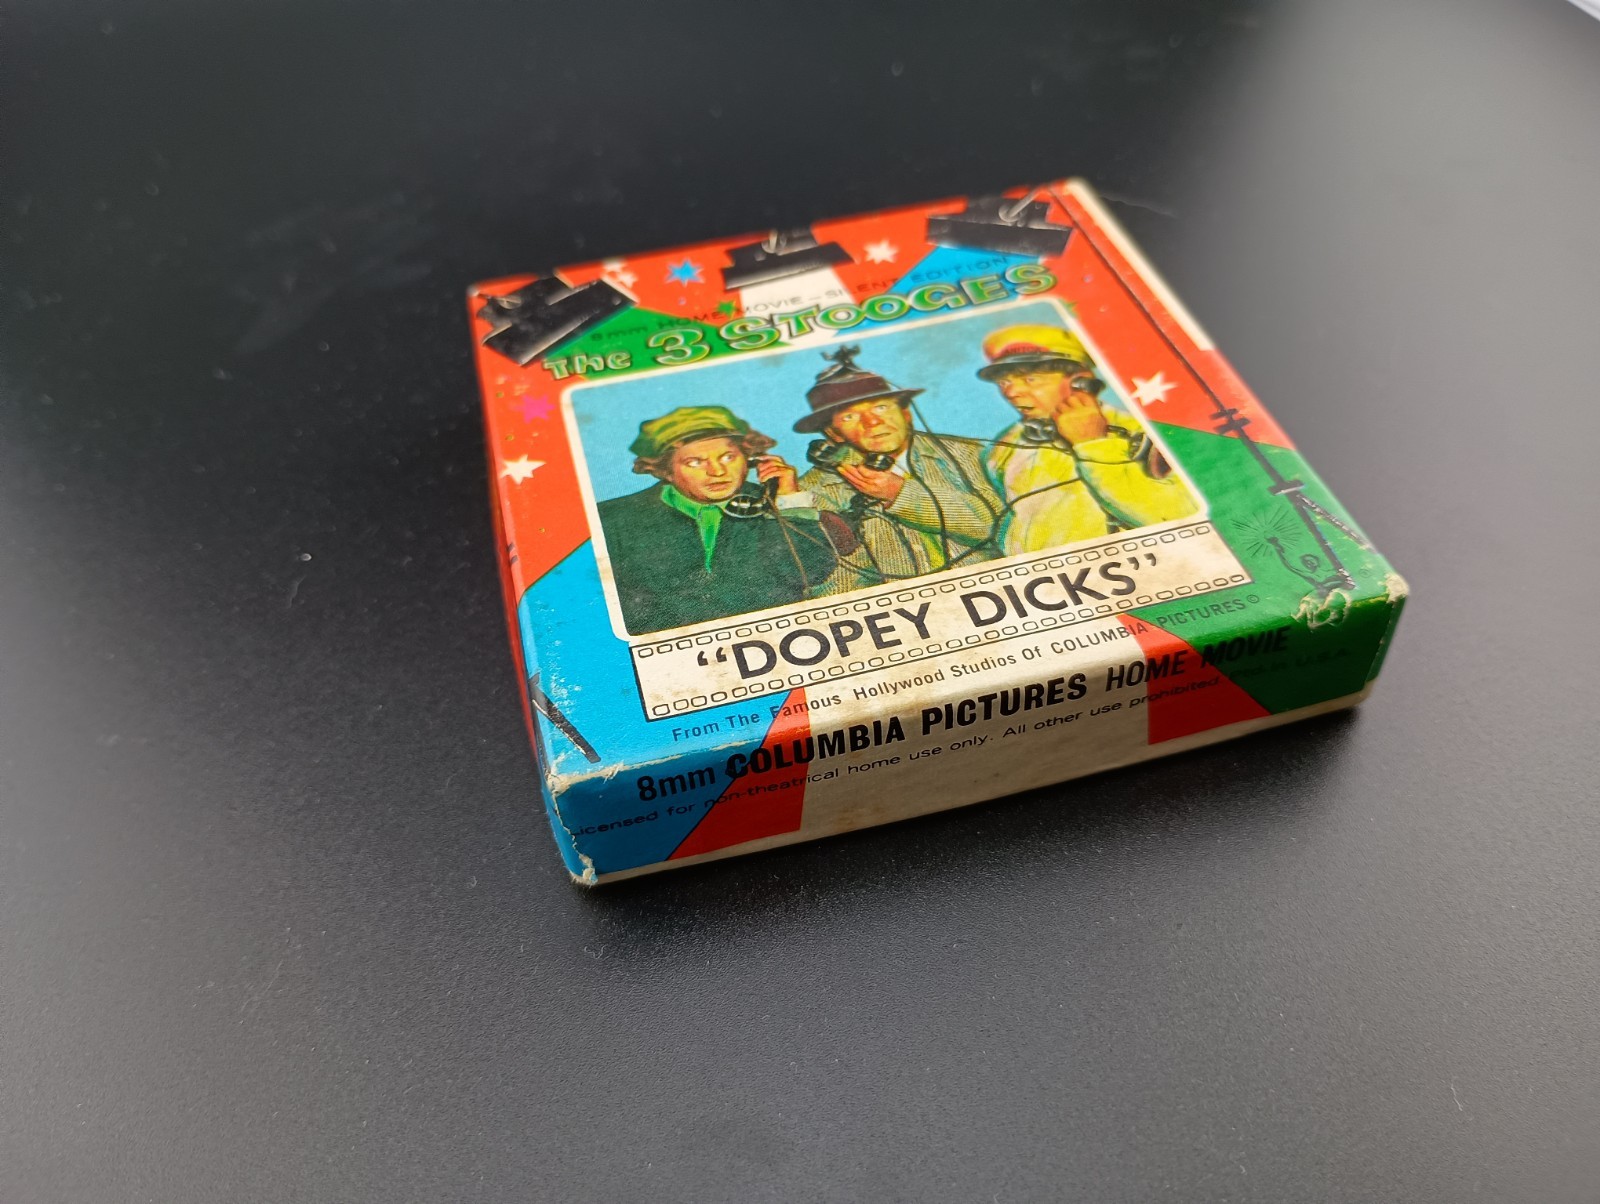 8mm HOME MOVIE – SILENT EDITION
The 3 STOOGES
“DOPEY DICKS”
From The Famous Hollywood Studios Of COLUMBIA PICTURES©
8mm COLUMBIA PICTURES HOME MOVIE
Licensed for non-theatrical home use only. All other use prohibited. U.S.A.